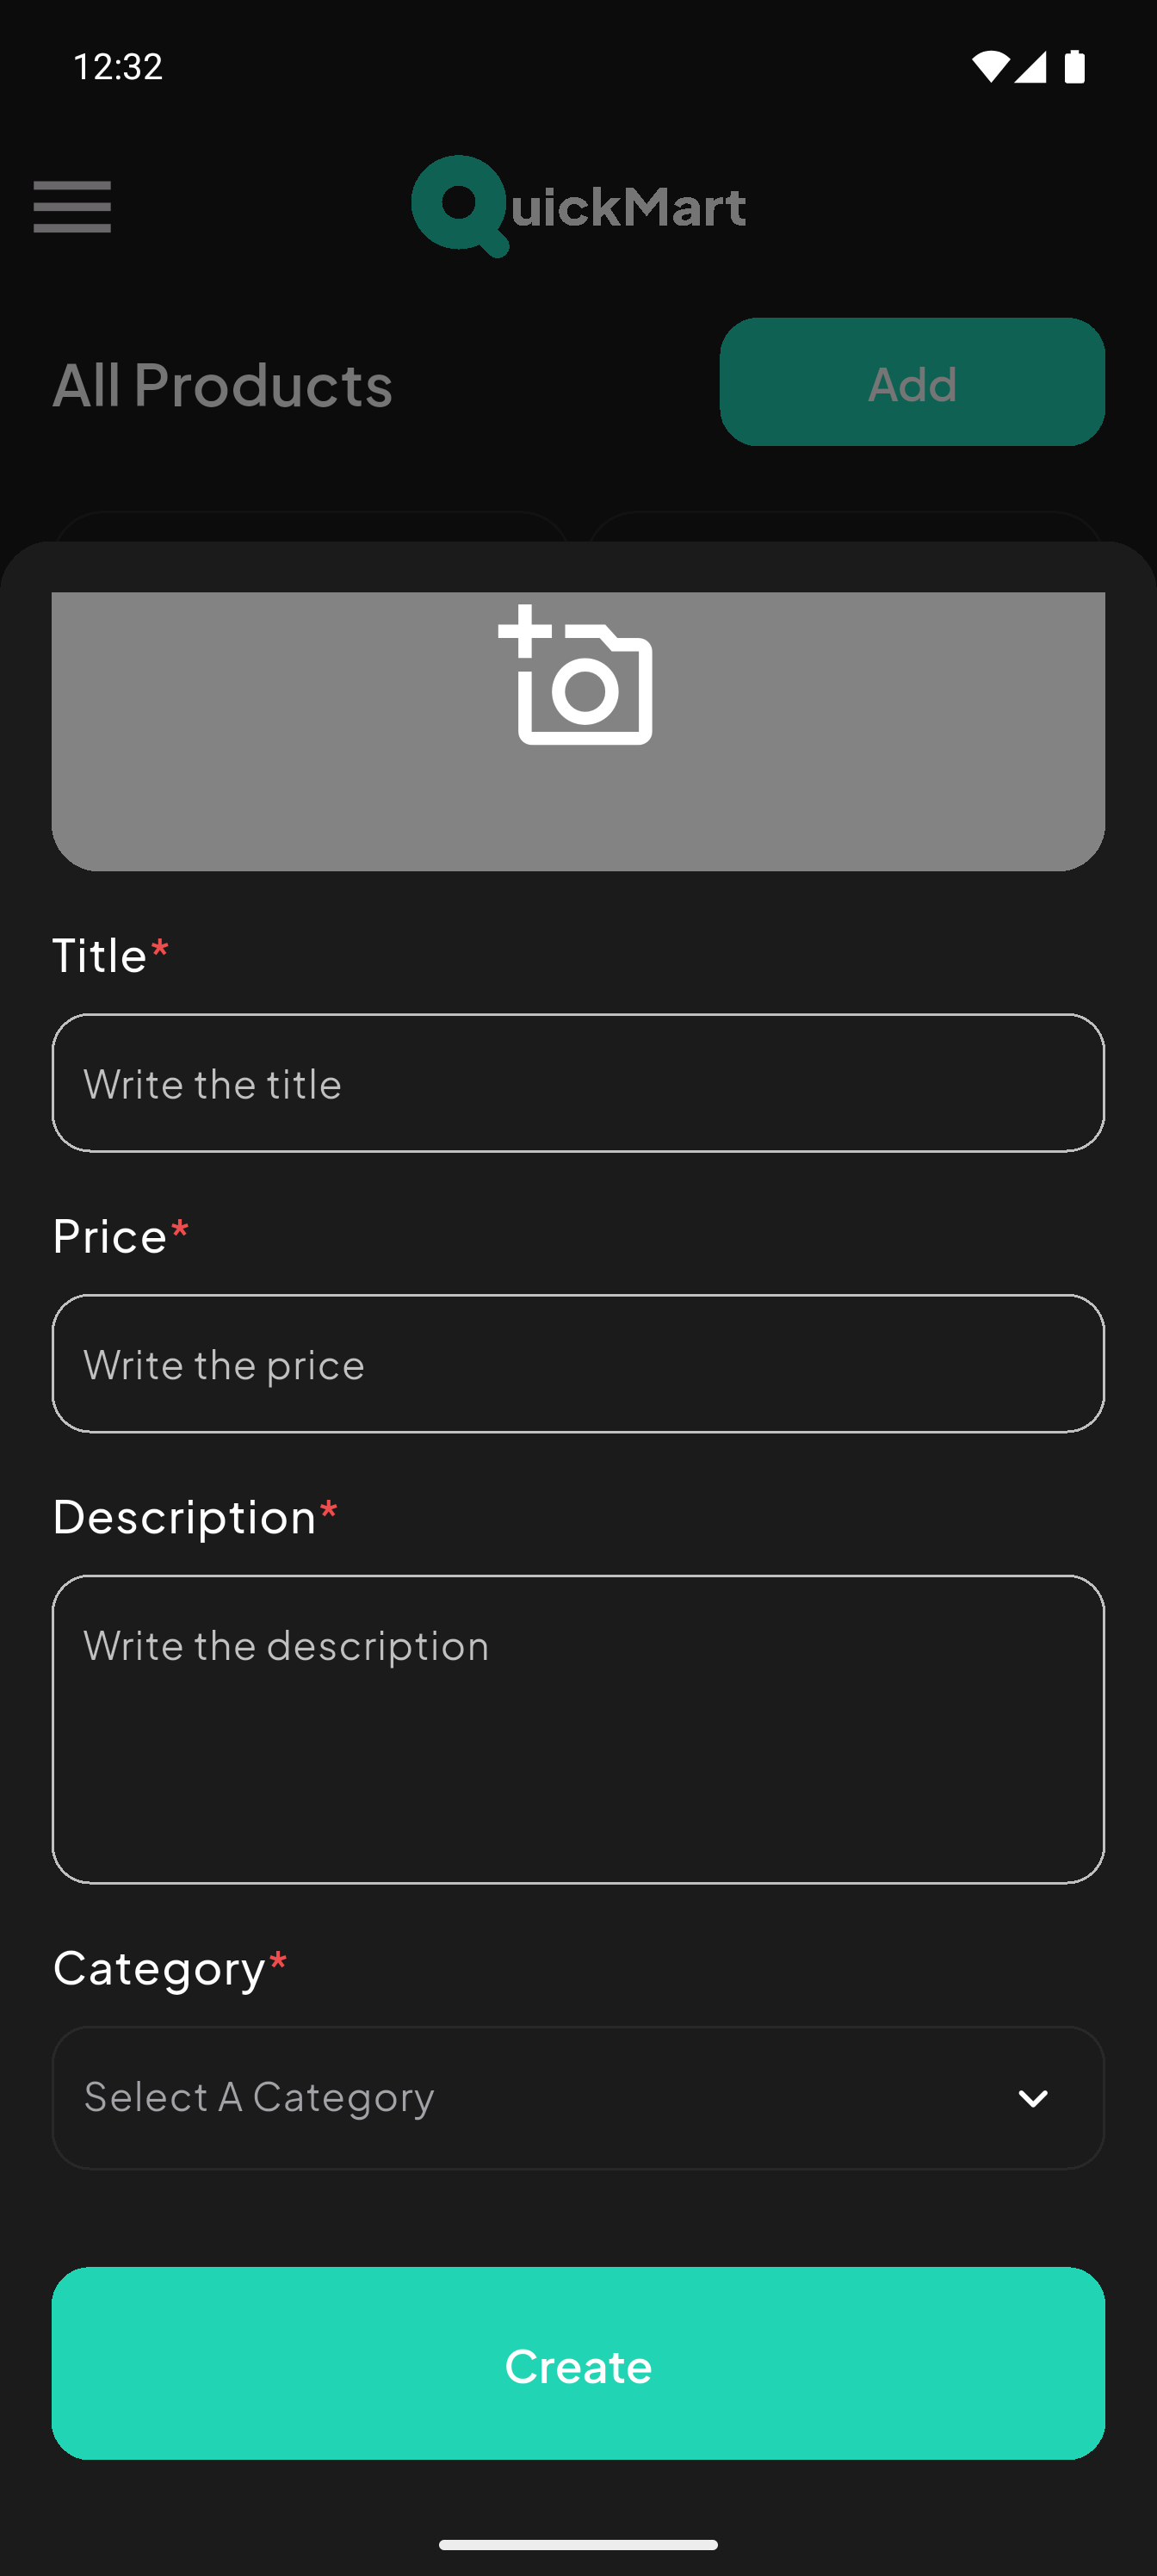 12:32
QuickMart
All Products
Add
Title*
Write the title
Price*
Write the price
Description*
Write the description
Category*
Select A Category
Create